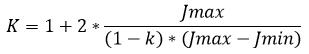 K = 1 + 2 * Jmax / (1 − k) * (Jmax − Jmin)